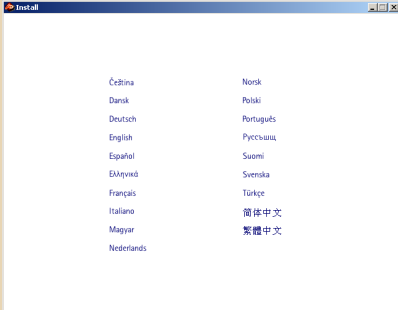 Install
Čeština
Dansk
Deutsch
English
Español
Ελληνικά
Français
Italiano
Magyar
Nederlands
Norsk
Polski
Português
Руссъшщ
Suomi
Svenska
Türkçe
简体中文
繁體中文